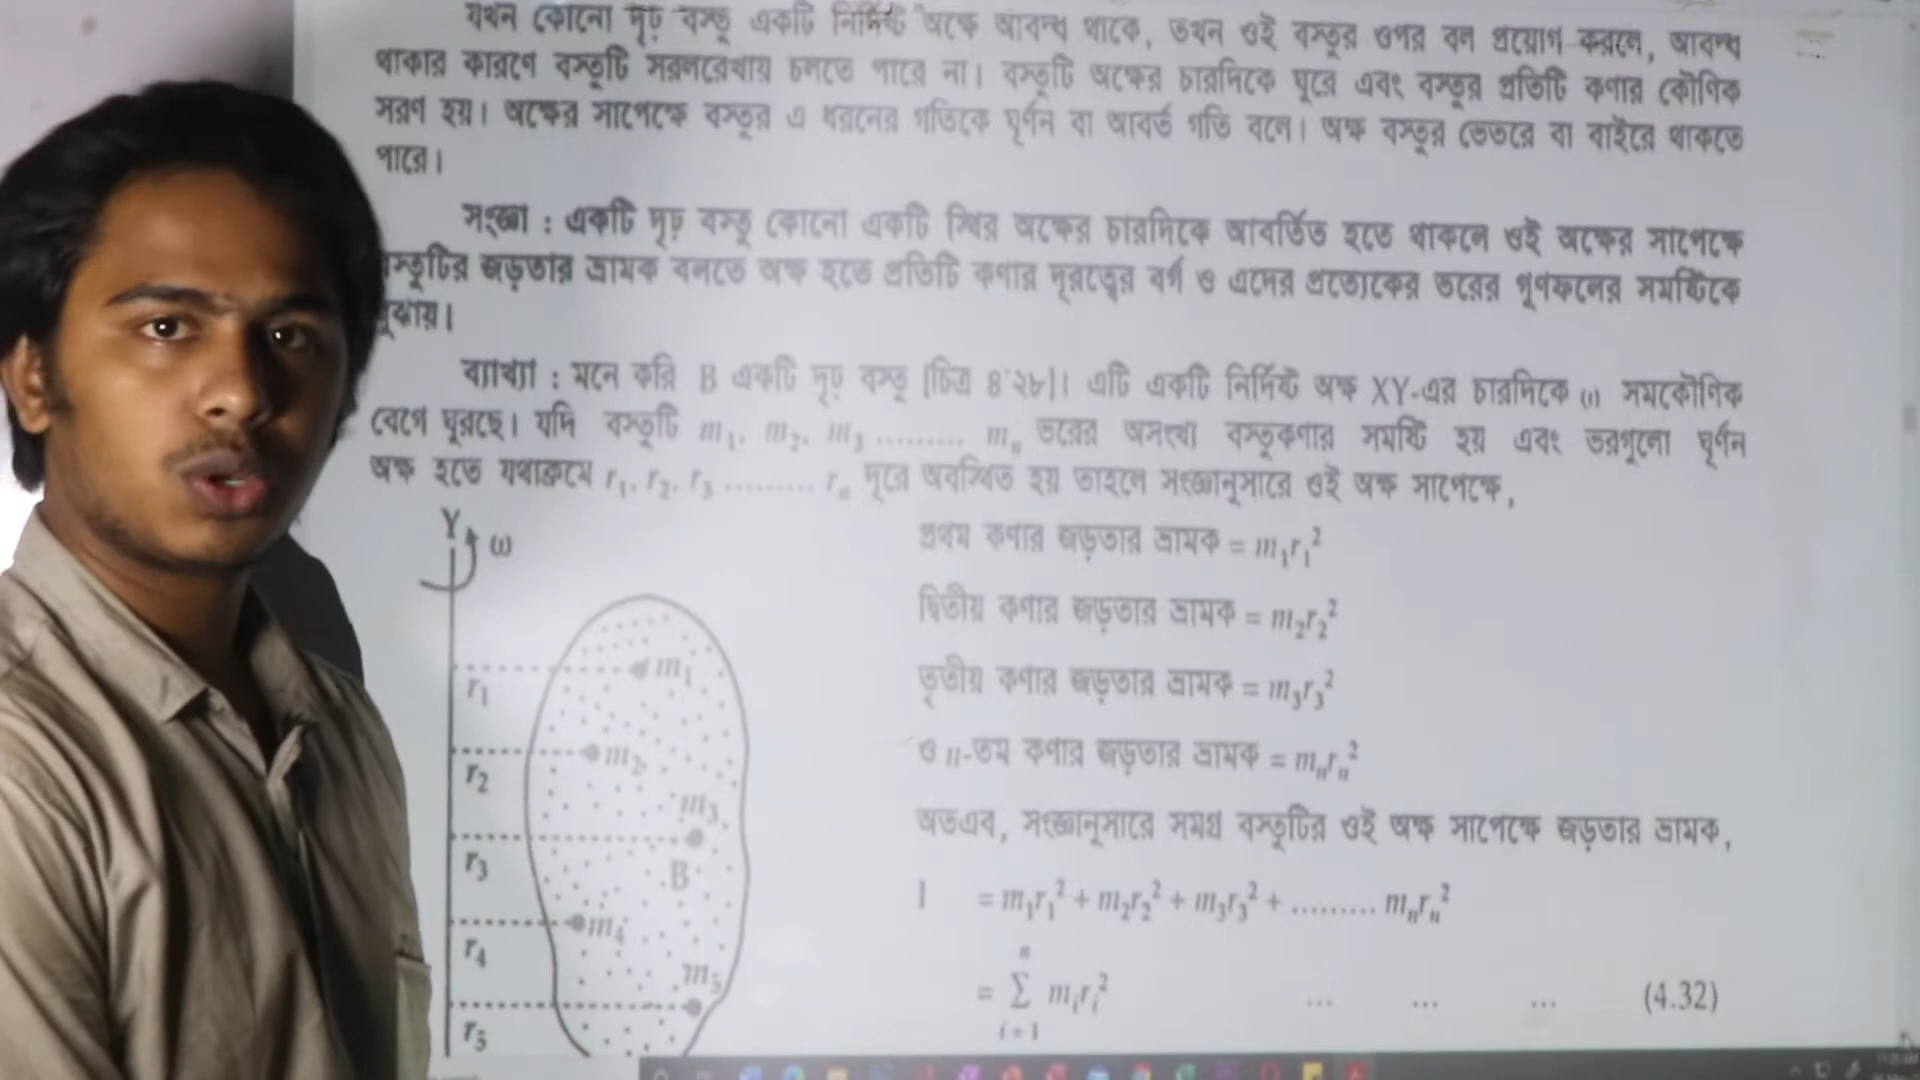 যখন কোনো দৃঢ় বস্তু একটি নির্দিষ্ট অক্ষে আবদ্ধ থাকে, তখন ওই বস্তুর ওপর বল প্রয়োগ করলে, আবদ্ধ
থাকার কারণে বস্তুটি সরলরেখায় চলতে পারে না। বস্তুটি অক্ষের চারদিকে ঘুরে এবং বস্তুর প্রতিটি কণার কৌণিক
সরণ হয়। অক্ষের সাপেক্ষে বস্তুর এ ধরনের গতিকে ঘূর্ণন বা আবর্ত গতি বলে। অক্ষ বস্তুর ভেতরে বা বাইরে থাকতে
পারে।
সংজ্ঞা : একটি দৃঢ় বস্তু কোনো একটি স্থির অক্ষের চারদিকে আবর্তিত হতে থাকলে ওই অক্ষের সাপেক্ষে
বস্তুটির জড়তার ভ্রামক বলতে অক্ষ হতে প্রতিটি কণার দূরত্বের বর্গ ও এদের প্রত্যেকের ভরের গুণফলের সমষ্টিকে
বুঝায়।
ব্যাখ্যা : মনে করি B একটি দৃঢ় বস্তু [চিত্র ৪.২৮]। এটি একটি নির্দিষ্ট অক্ষ XY-এর চারদিকে ω সমকৌণিক
বেগে ঘুরছে। যদি বস্তুটি m₁, m₂, m₃ ......... mₙ ভরের অসংখ্য বস্তুকণার সমষ্টি হয় এবং ভরগুলো ঘূর্ণন
অক্ষ হতে যথাক্রমে r₁, r₂, r₃ ......... rₙ দূরে অবস্থিত হয় তাহলে সংজ্ঞানুসারে ওই অক্ষ সাপেক্ষে,
Y ω
m₁
r₁
m₂
r₂
m₃
r₃
B
m₄
r₄
m₅
r₅
প্রথম কণার জড়তার ভ্রামক = m₁r₁²
দ্বিতীয় কণার জড়তার ভ্রামক = m₂r₂²
তৃতীয় কণার জড়তার ভ্রামক = m₃r₃²
ও n-তম কণার জড়তার ভ্রামক = mₙrₙ²
অতএব, সংজ্ঞানুসারে সমগ্র বস্তুটির ওই অক্ষ সাপেক্ষে জড়তার ভ্রামক,
I = m₁r₁² + m₂r₂² + m₃r₃² + ......... mₙrₙ²
n
= Σ mᵢrᵢ² ... ... ... (4.32)
i = 1